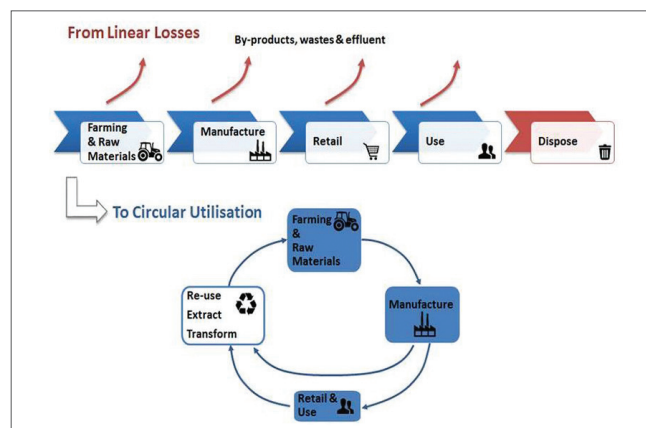 From Linear Losses
By-products, wastes & effluent
Farming
& Raw
Materials
Manufacture
Retail
Use
Dispose
To Circular Utilisation
Farming
&
Raw
Materials
Re-use
Extract
Transform
Manufacture
Retail &
Use